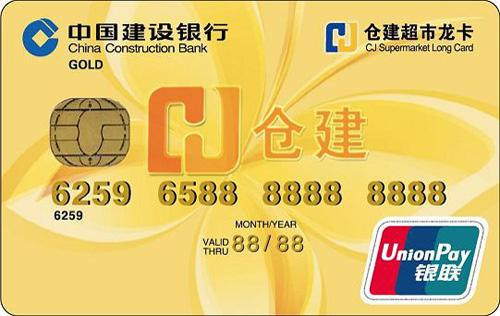 中国建设银行
China Construction Bank
GOLD
仓建超市龙卡
CJ Supermarket Long Card
CJ 仓建
6259 6588 8888 8888
6259
MONTH/YEAR
VALID THRU 88/88
UnionPay
银联